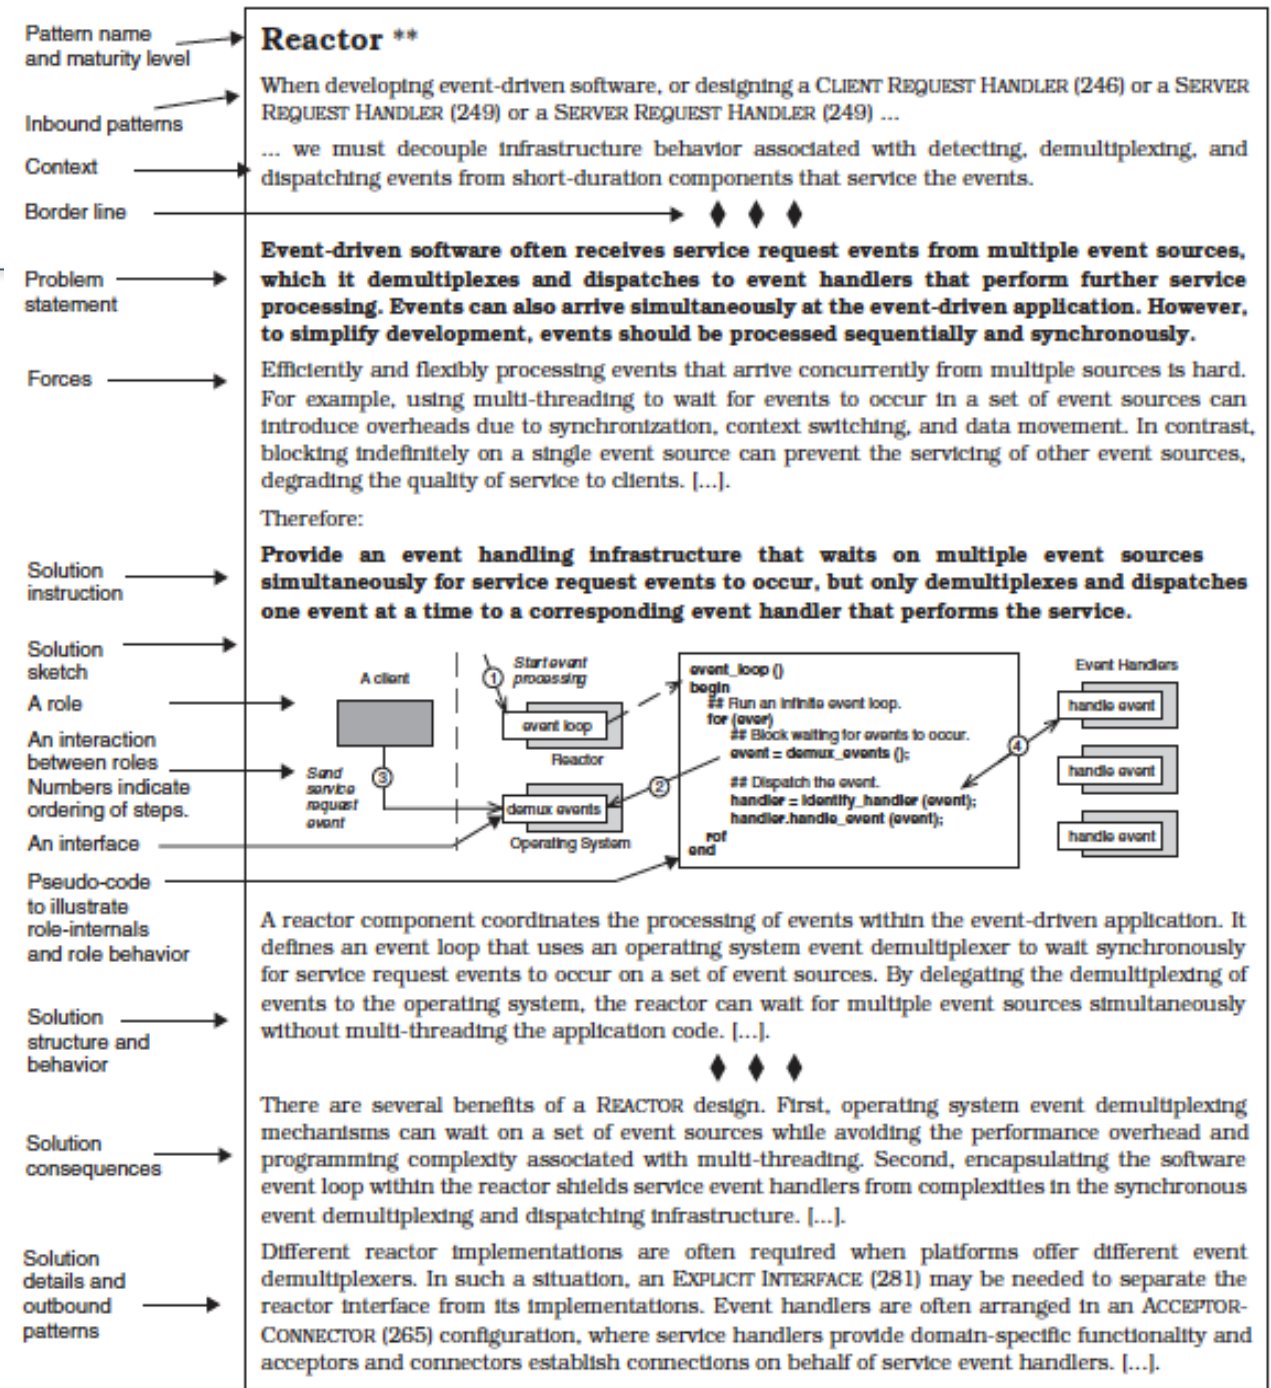 Pattern name
and maturity level
Reactor **
Inbound patterns
When developing event-driven software, or designing a CLIENT REQUEST HANDLER (246) or a SERVER
REQUEST HANDLER (249) or a SERVER REQUEST HANDLER (249) ...
Context
... we must decouple infrastructure behavior associated with detecting, demultiplexing, and
dispatching events from short-duration components that service the events.
Border line
♦ ♦ ♦
Problem
statement
Event-driven software often receives service request events from multiple event sources,
which it demultiplexes and dispatches to event handlers that perform further service
processing. Events can also arrive simultaneously at the event-driven application. However,
to simplify development, events should be processed sequentially and synchronously.
Forces
Efficiently and flexibly processing events that arrive concurrently from multiple sources is hard.
For example, using multi-threading to wait for events to occur in a set of event sources can
introduce overheads due to synchronization, context switching, and data movement. In contrast,
blocking indefinitely on a single event source can prevent the servicing of other event sources,
degrading the quality of service to clients. [...].
Therefore:
Solution
instruction
Provide an event handling infrastructure that waits on multiple event sources
simultaneously for service request events to occur, but only demultiplexes and dispatches
one event at a time to a corresponding event handler that performs the service.
Solution
sketch
A role
An interaction
between roles
Numbers indicate
ordering of steps.
An interface
Pseudo-code
to illustrate
role-internals
and role behavior
A client
Send
service
request
event
3
1
Start event
processing
event loop
Reactor
demux events
Operating System
2
event_loop ()
begin
## Run an infinite event loop.
for (ever)
## Block waiting for events to occur.
event = demux_events ();
## Dispatch the event.
handler = identify_handler (event);
handler.handle_event (event);
rof
end
4
Event Handlers
handle event
handle event
handle event
Solution
structure and
behavior
A reactor component coordinates the processing of events within the event-driven application. It
defines an event loop that uses an operating system event demultiplexer to wait synchronously
for service request events to occur on a set of event sources. By delegating the demultiplexing of
events to the operating system, the reactor can wait for multiple event sources simultaneously
without multi-threading the application code. [...].
♦ ♦ ♦
Solution
consequences
There are several benefits of a REACTOR design. First, operating system event demultiplexing
mechanisms can wait on a set of event sources while avoiding the performance overhead and
programming complexity associated with multi-threading. Second, encapsulating the software
event loop within the reactor shields service event handlers from complexities in the synchronous
event demultiplexing and dispatching infrastructure. [...].
Solution
details and
outbound
patterns
Different reactor implementations are often required when platforms offer different event
demultiplexers. In such a situation, an EXPLICIT INTERFACE (281) may be needed to separate the
reactor interface from its implementations. Event handlers are often arranged in an ACCEPTOR-
CONNECTOR (265) configuration, where service handlers provide domain-specific functionality and
acceptors and connectors establish connections on behalf of service event handlers. [...].